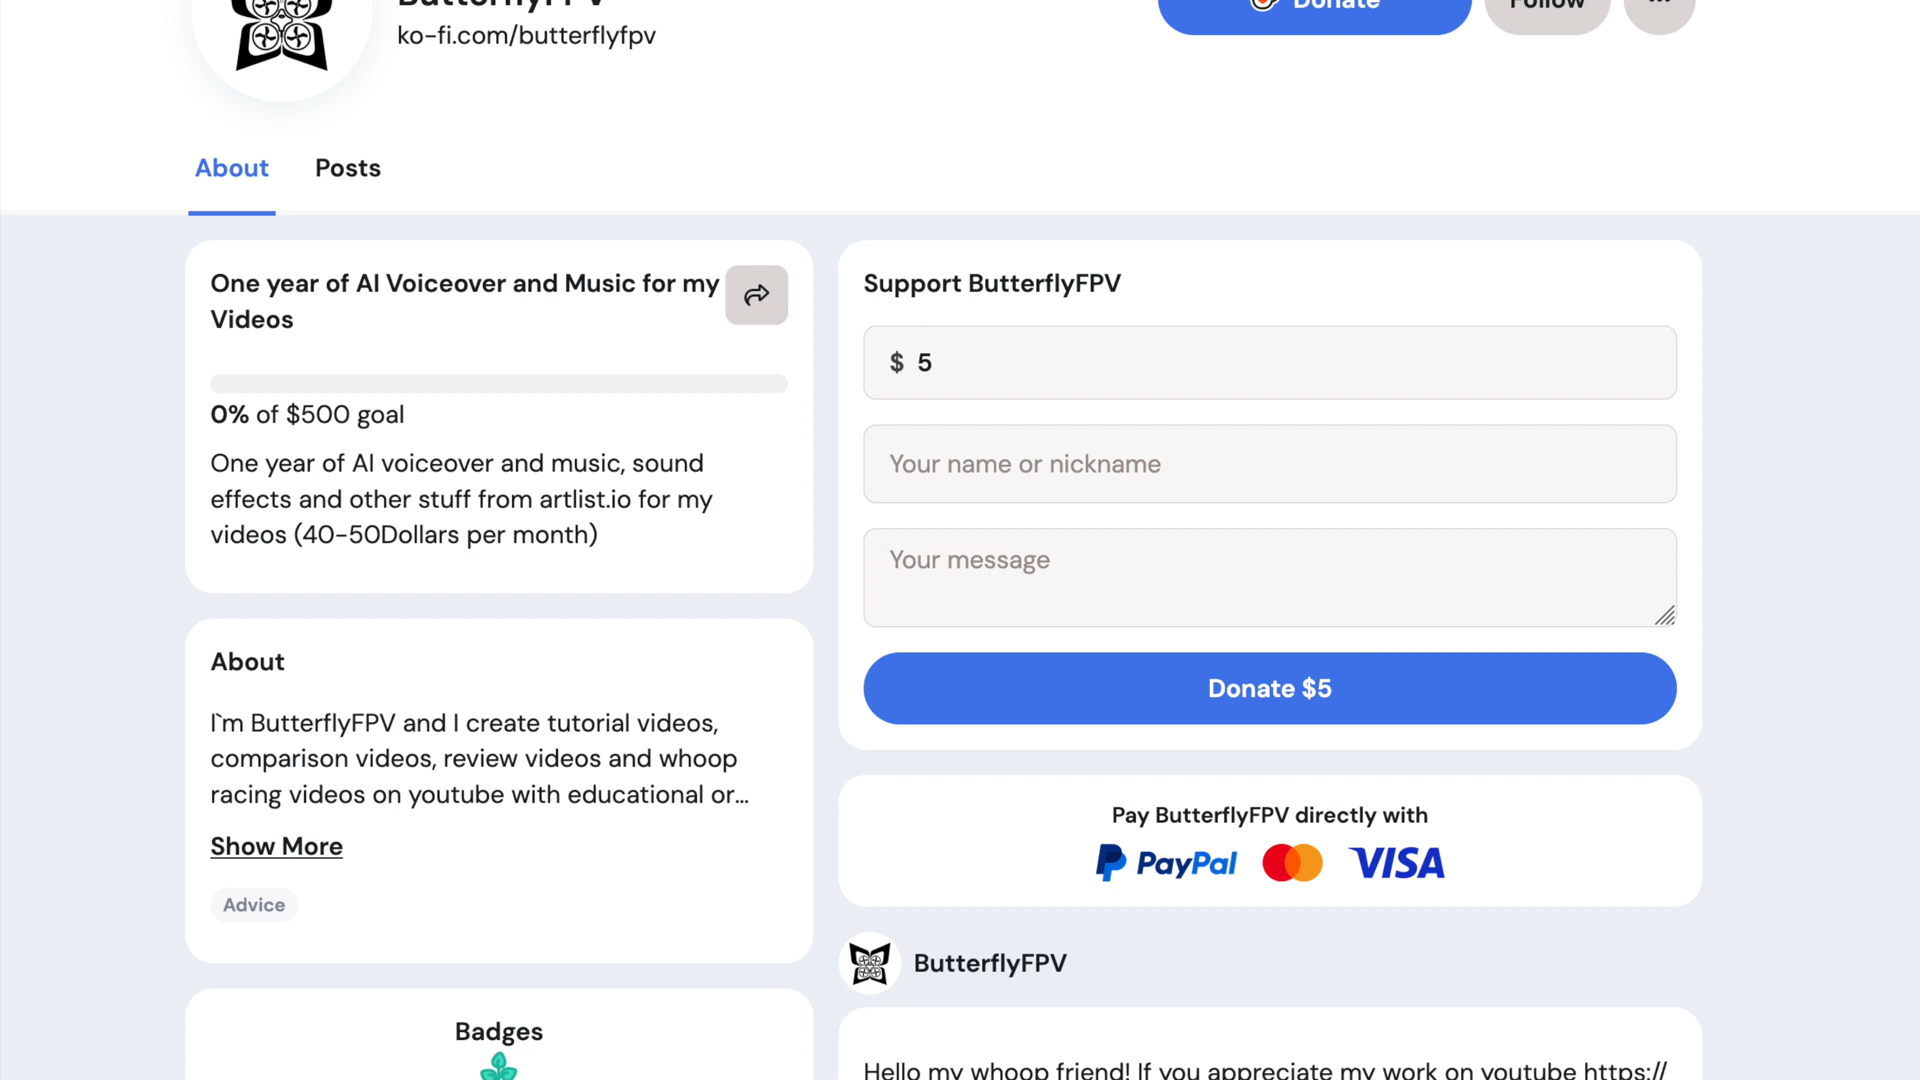 ButterflyFPV
ko-fi.com/butterflyfpv
Donate
Follow
...
About
Posts
One year of AI Voiceover and Music for my
Videos
0% of $500 goal
One year of AI voiceover and music, sound
effects and other stuff from artlist.io for my
videos (40-50Dollars per month)
About
I`m ButterflyFPV and I create tutorial videos,
comparison videos, review videos and whoop
racing videos on youtube with educational or...
Show More
Advice
Badges
Support ButterflyFPV
$ 5
Your name or nickname
Your message
Donate $5
Pay ButterflyFPV directly with
PayPal
VISA
ButterflyFPV
Hello my whoop friend! If you appreciate my work on youtube https://